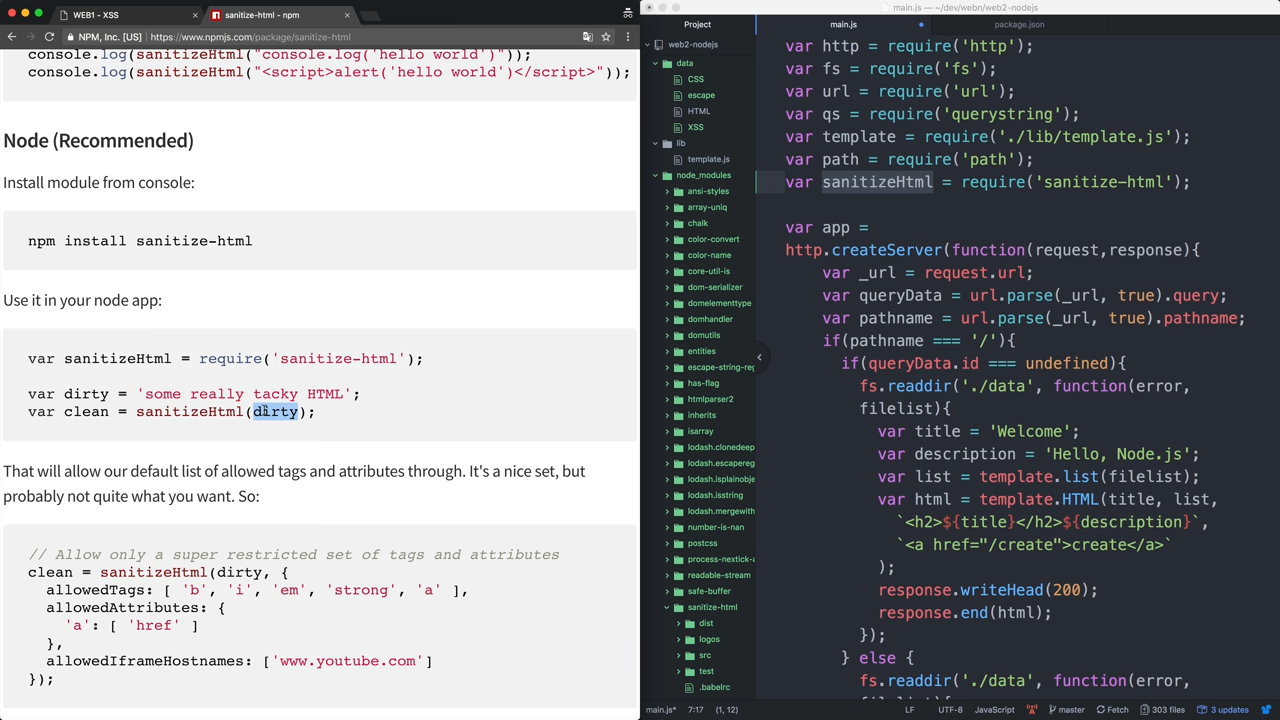 WEB1 - XSS
sanitize-html - npm
NPM, Inc. [US]
https://www.npmjs.com/package/sanitize-html
console.log(sanitizeHtml("console.log('hello world')"));
console.log(sanitizeHtml("<script>alert('hello world')</script>"));
Node (Recommended)
Install module from console:
npm install sanitize-html
Use it in your node app:
var sanitizeHtml = require('sanitize-html');
var dirty = 'some really tacky HTML';
var clean = sanitizeHtml(dirty);
That will allow our default list of allowed tags and attributes through. It's a nice set, but
probably not quite what you want. So:
// Allow only a super restricted set of tags and attributes
clean = sanitizeHtml(dirty, {
allowedTags: [ 'b', 'i', 'em', 'strong', 'a' ],
allowedAttributes: {
'a': [ 'href' ]
},
allowedIframeHostnames: ['www.youtube.com']
});
main.js — ~/dev/webn/web2-nodejs
Project
web2-nodejs
data
CSS
escape
HTML
XSS
lib
template.js
node_modules
ansi-styles
array-uniq
chalk
color-convert
color-name
core-util-is
dom-serializer
domelementtype
domhandler
domutils
entities
escape-string-reg
has-flag
htmlparser2
inherits
isarray
lodash.clonedeep
lodash.escapereg
lodash.isplainobje
lodash.isstring
lodash.mergewith
number-is-nan
postcss
process-nextick-a
readable-stream
safe-buffer
sanitize-html
dist
logos
src
test
.babelrc
main.js
package.json
var http = require('http');
var fs = require('fs');
var url = require('url');
var qs = require('querystring');
var template = require('./lib/template.js');
var path = require('path');
var sanitizeHtml = require('sanitize-html');
var app =
http.createServer(function(request,response){
var _url = request.url;
var queryData = url.parse(_url, true).query;
var pathname = url.parse(_url, true).pathname;
if(pathname === '/'){
if(queryData.id === undefined){
fs.readdir('./data', function(error,
filelist){
var title = 'Welcome';
var description = 'Hello, Node.js';
var list = template.list(filelist);
var html = template.HTML(title, list,
`<h2>${title}</h2>${description}`,
`<a href="/create">create</a>`
);
response.writeHead(200);
response.end(html);
});
} else {
fs.readdir('./data', function(error,
filelist){
main.js* 7:17 (1, 12) LF UTF-8 JavaScript master Fetch 303 files 3 updates